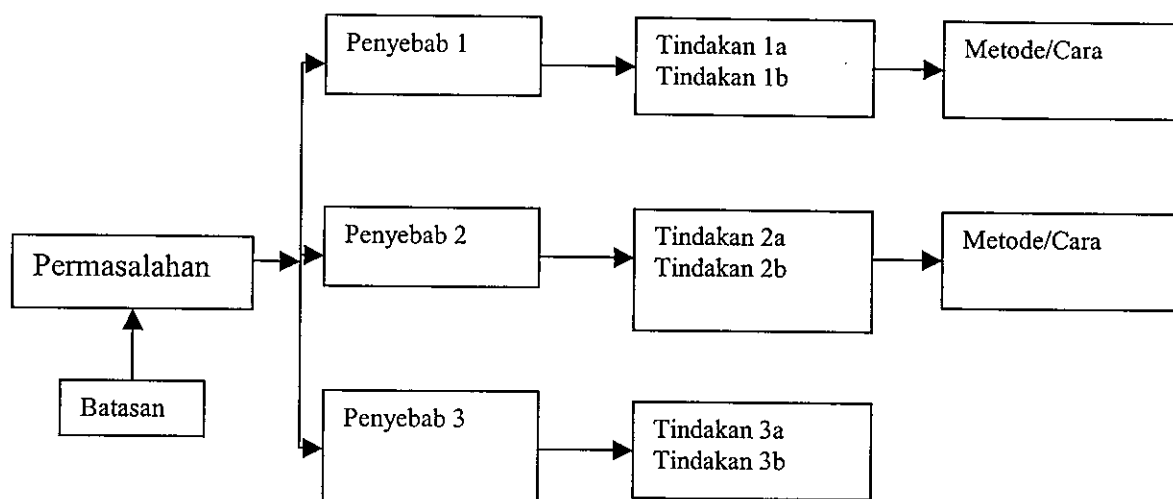 Penyebab 1
Tindakan 1a
Tindakan 1b
Metode/Cara
Permasalahan
Batasan
Penyebab 2
Tindakan 2a
Tindakan 2b
Metode/Cara
Penyebab 3
Tindakan 3a
Tindakan 3b